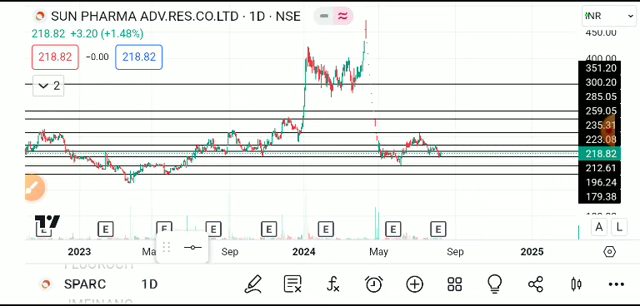 SUN PHARMA ADV.RES.CO.LTD · 1D · NSE
INR
218.82 +3.20 (+1.48%)
218.82 −0.00 218.82
2
450.00
400.00
351.20
300.20
285.05
259.05
235.31
223.08
218.82
212.61
196.24
179.38
E E E E E E E E
A L
2023 Sep 2024 May Sep 2025
SPARC 1D